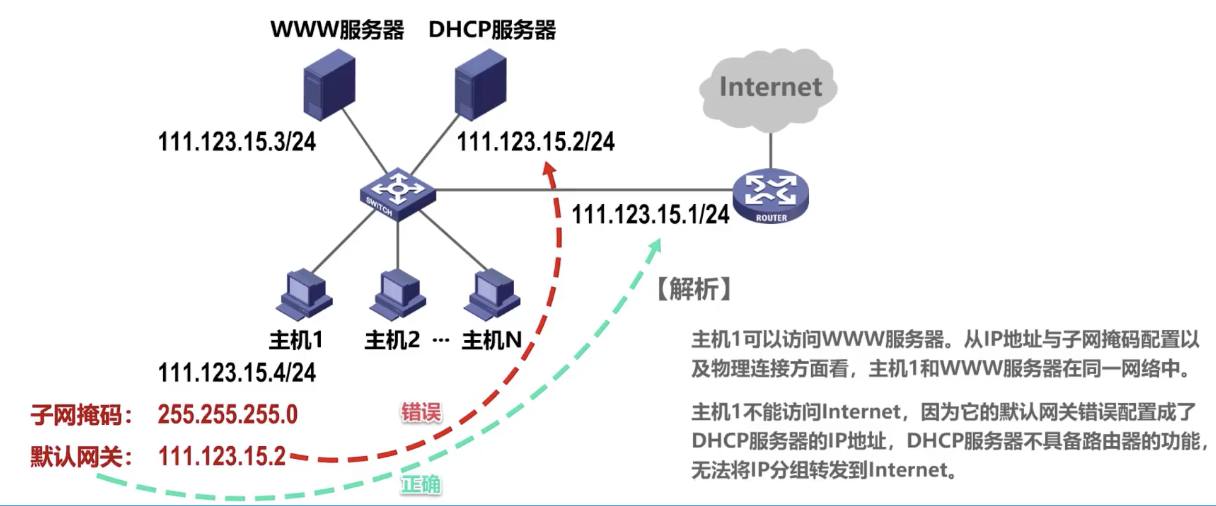 WWW服务器 DHCP服务器
Internet
111.123.15.3/24 111.123.15.2/24
SWITCH
111.123.15.1/24
ROUTER
【解析】
主机1 主机2 ··· 主机N
111.123.15.4/24
子网掩码： 255.255.255.0
错误
默认网关： 111.123.15.2
正确
主机1可以访问WWW服务器。从IP地址与子网掩码配置以
及物理连接方面看，主机1和WWW服务器在同一网络中。
主机1不能访问Internet，因为它的默认网关错误配置成了
DHCP服务器的IP地址，DHCP服务器不具备路由器的功能，
无法将IP分组转发到Internet。